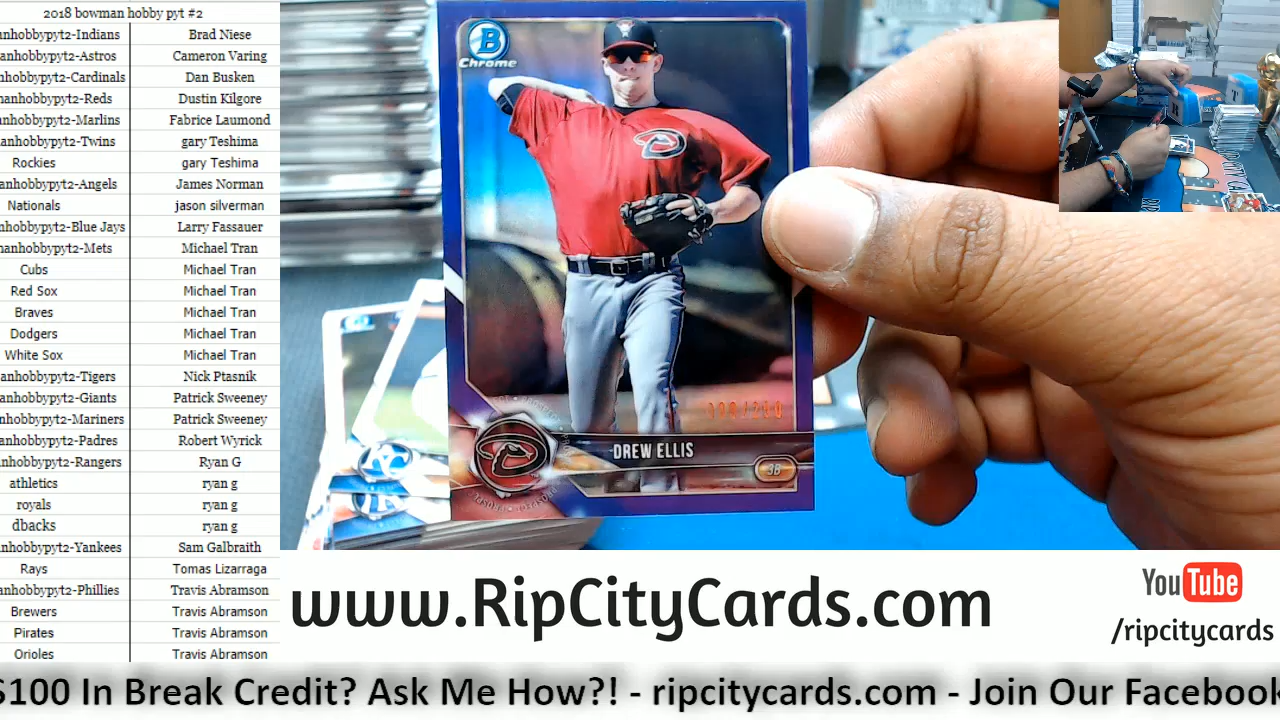 2018 bowman hobby pyt #2
anhobbypyt2-Indians Brad Niese
anhobbypyt2-Astros Cameron Varing
nhobbypyt2-Cardinals Dan Busken
manhobbypyt2-Reds Dustin Kilgore
anhobbypyt2-Marlins Fabrice Laumond
anhobbypyt2-Twins gary Teshima
Rockies gary Teshima
anhobbypyt2-Angels James Norman
Nationals jason silverman
nhobbypyt2-Blue Jays Larry Fassauer
manhobbypyt2-Mets Michael Tran
Cubs Michael Tran
Red Sox Michael Tran
Braves Michael Tran
Dodgers Michael Tran
White Sox Michael Tran
anhobbypyt2-Tigers Nick Ptasnik
anhobbypyt2-Giants Patrick Sweeney
nhobbypyt2-Mariners Patrick Sweeney
anhobbypyt2-Padres Robert Wyrick
nhobbypyt2-Rangers Ryan G
athletics ryan g
royals ryan g
dbacks ryan g
nhobbypyt2-Yankees Sam Galbraith
Rays Tomas Lizarraga
anhobbypyt2-Phillies Travis Abramson
Brewers Travis Abramson
Pirates Travis Abramson
Orioles Travis Abramson
B
Chrome
DREW ELLIS
3B
www.RipCityCards.com
YouTube
/ripcitycards
$100 In Break Credit? Ask Me How?! - ripcitycards.com - Join Our Facebook